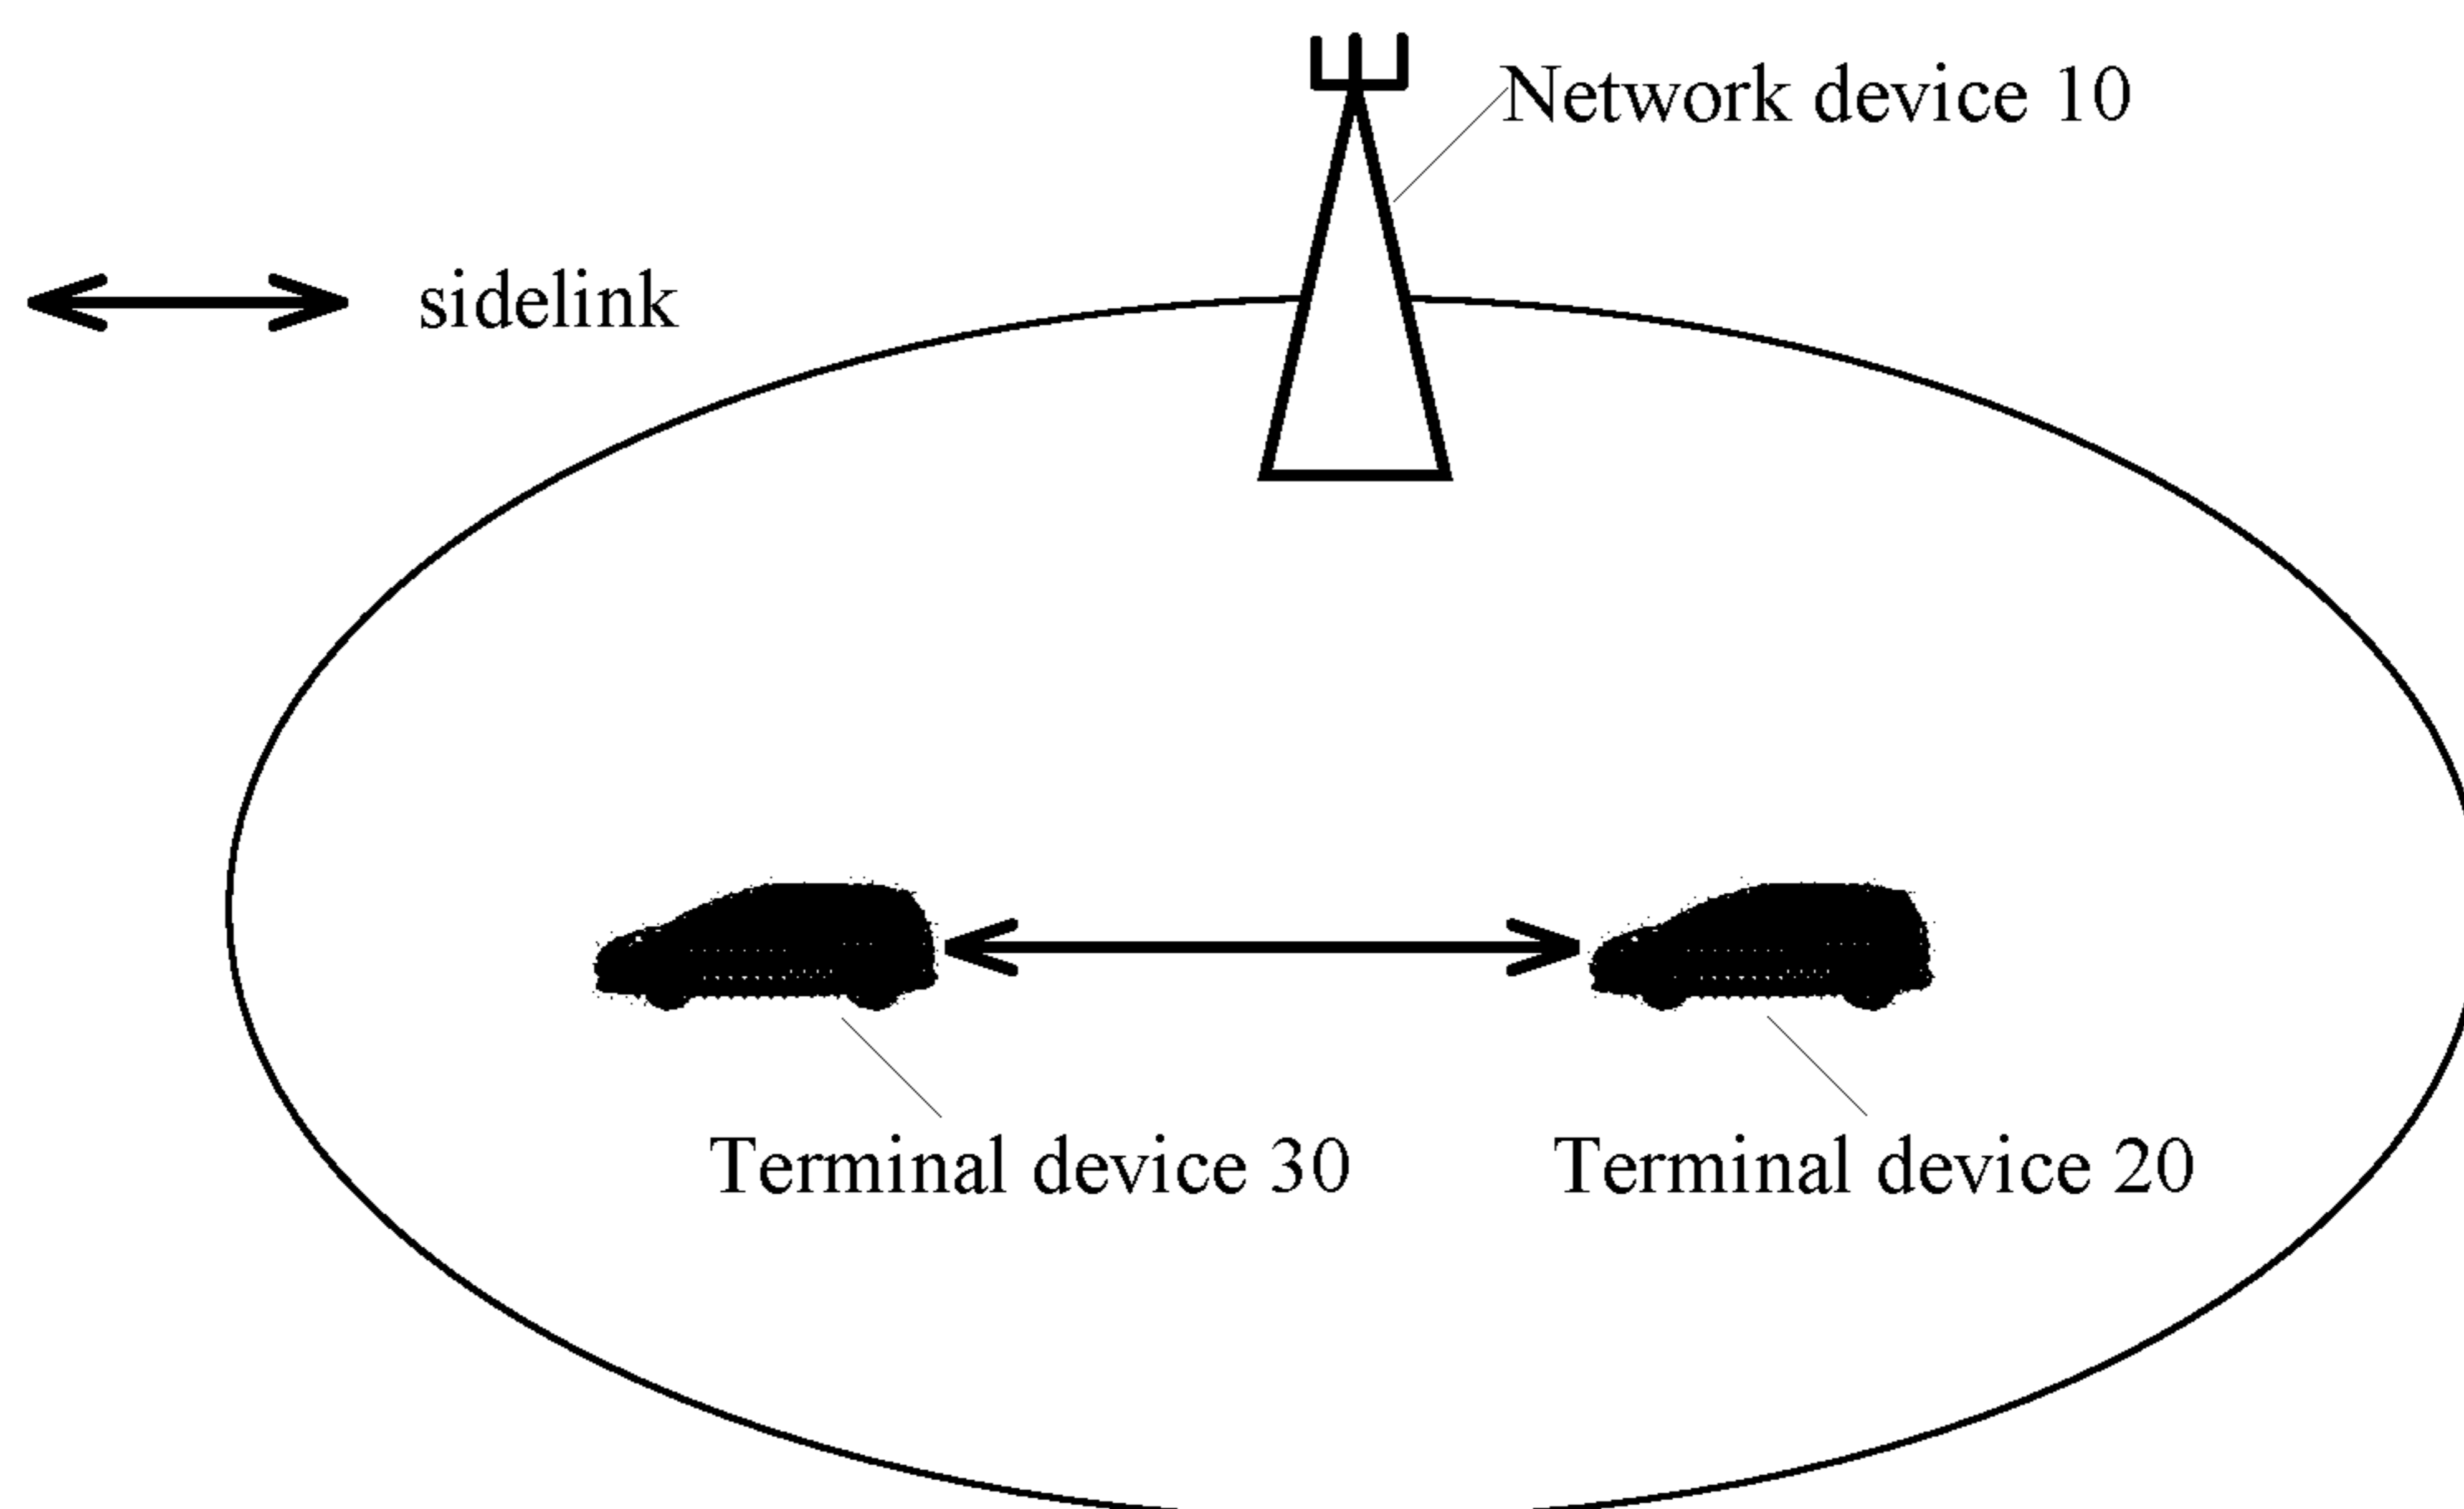 Network device 10
sidelink
Terminal device 30
Terminal device 20